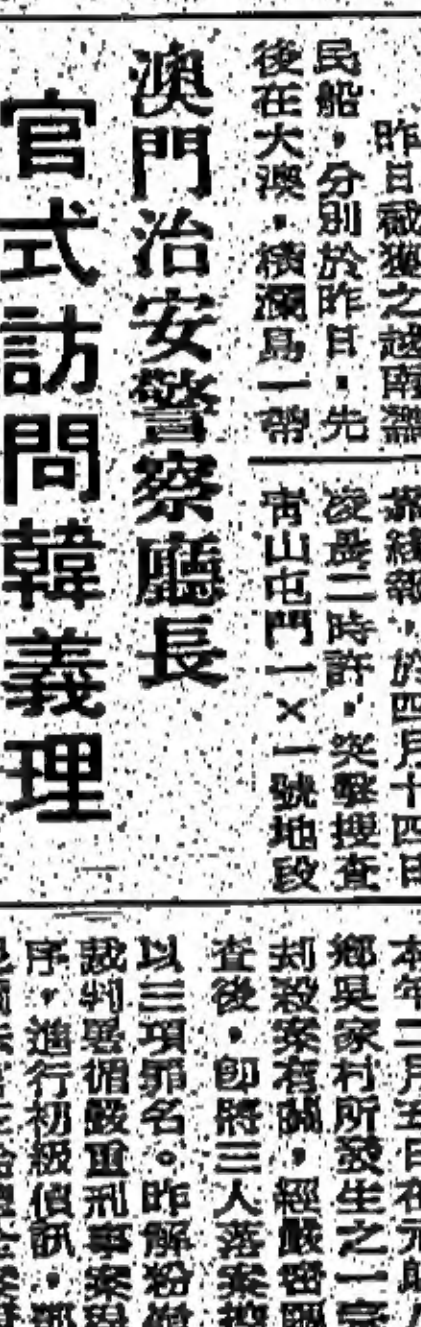 昨日截獲之越南難
民船,分別於昨日,先
後在大澳,橫瀾島一帶
據綫報,於四月十四日
凌晨二時許,突擊搜查
青山屯門一×一號地段
澳門治安警察廳長
官式訪問韓義理
本年二月五日在元朗
鄉吳家村所發生之一宗
刧殺案有關,經嚴密
查後,即將三人落案控
以三項罪名。昨解粉嶺
裁判署循嚴重刑事案
序,進行初級偵訊。